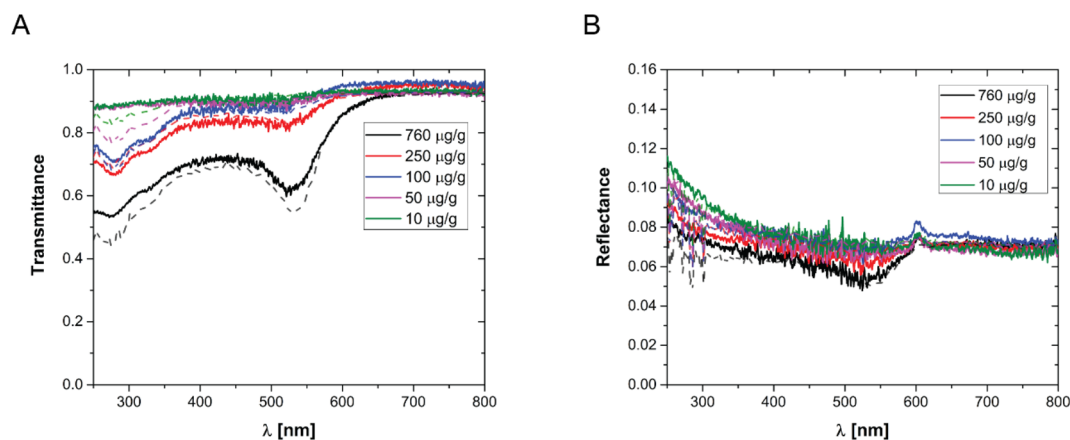 A
Transmittance
1.0
0.8
0.6
0.4
0.2
0.0
760 μg/g
250 μg/g
100 μg/g
50 μg/g
10 μg/g
300 400 500 600 700 800
λ [nm]
B
Reflectance
0.16
0.14
0.12
0.10
0.08
0.06
0.04
0.02
0.00
760 μg/g
250 μg/g
100 μg/g
50 μg/g
10 μg/g
300 400 500 600 700 800
λ [nm]